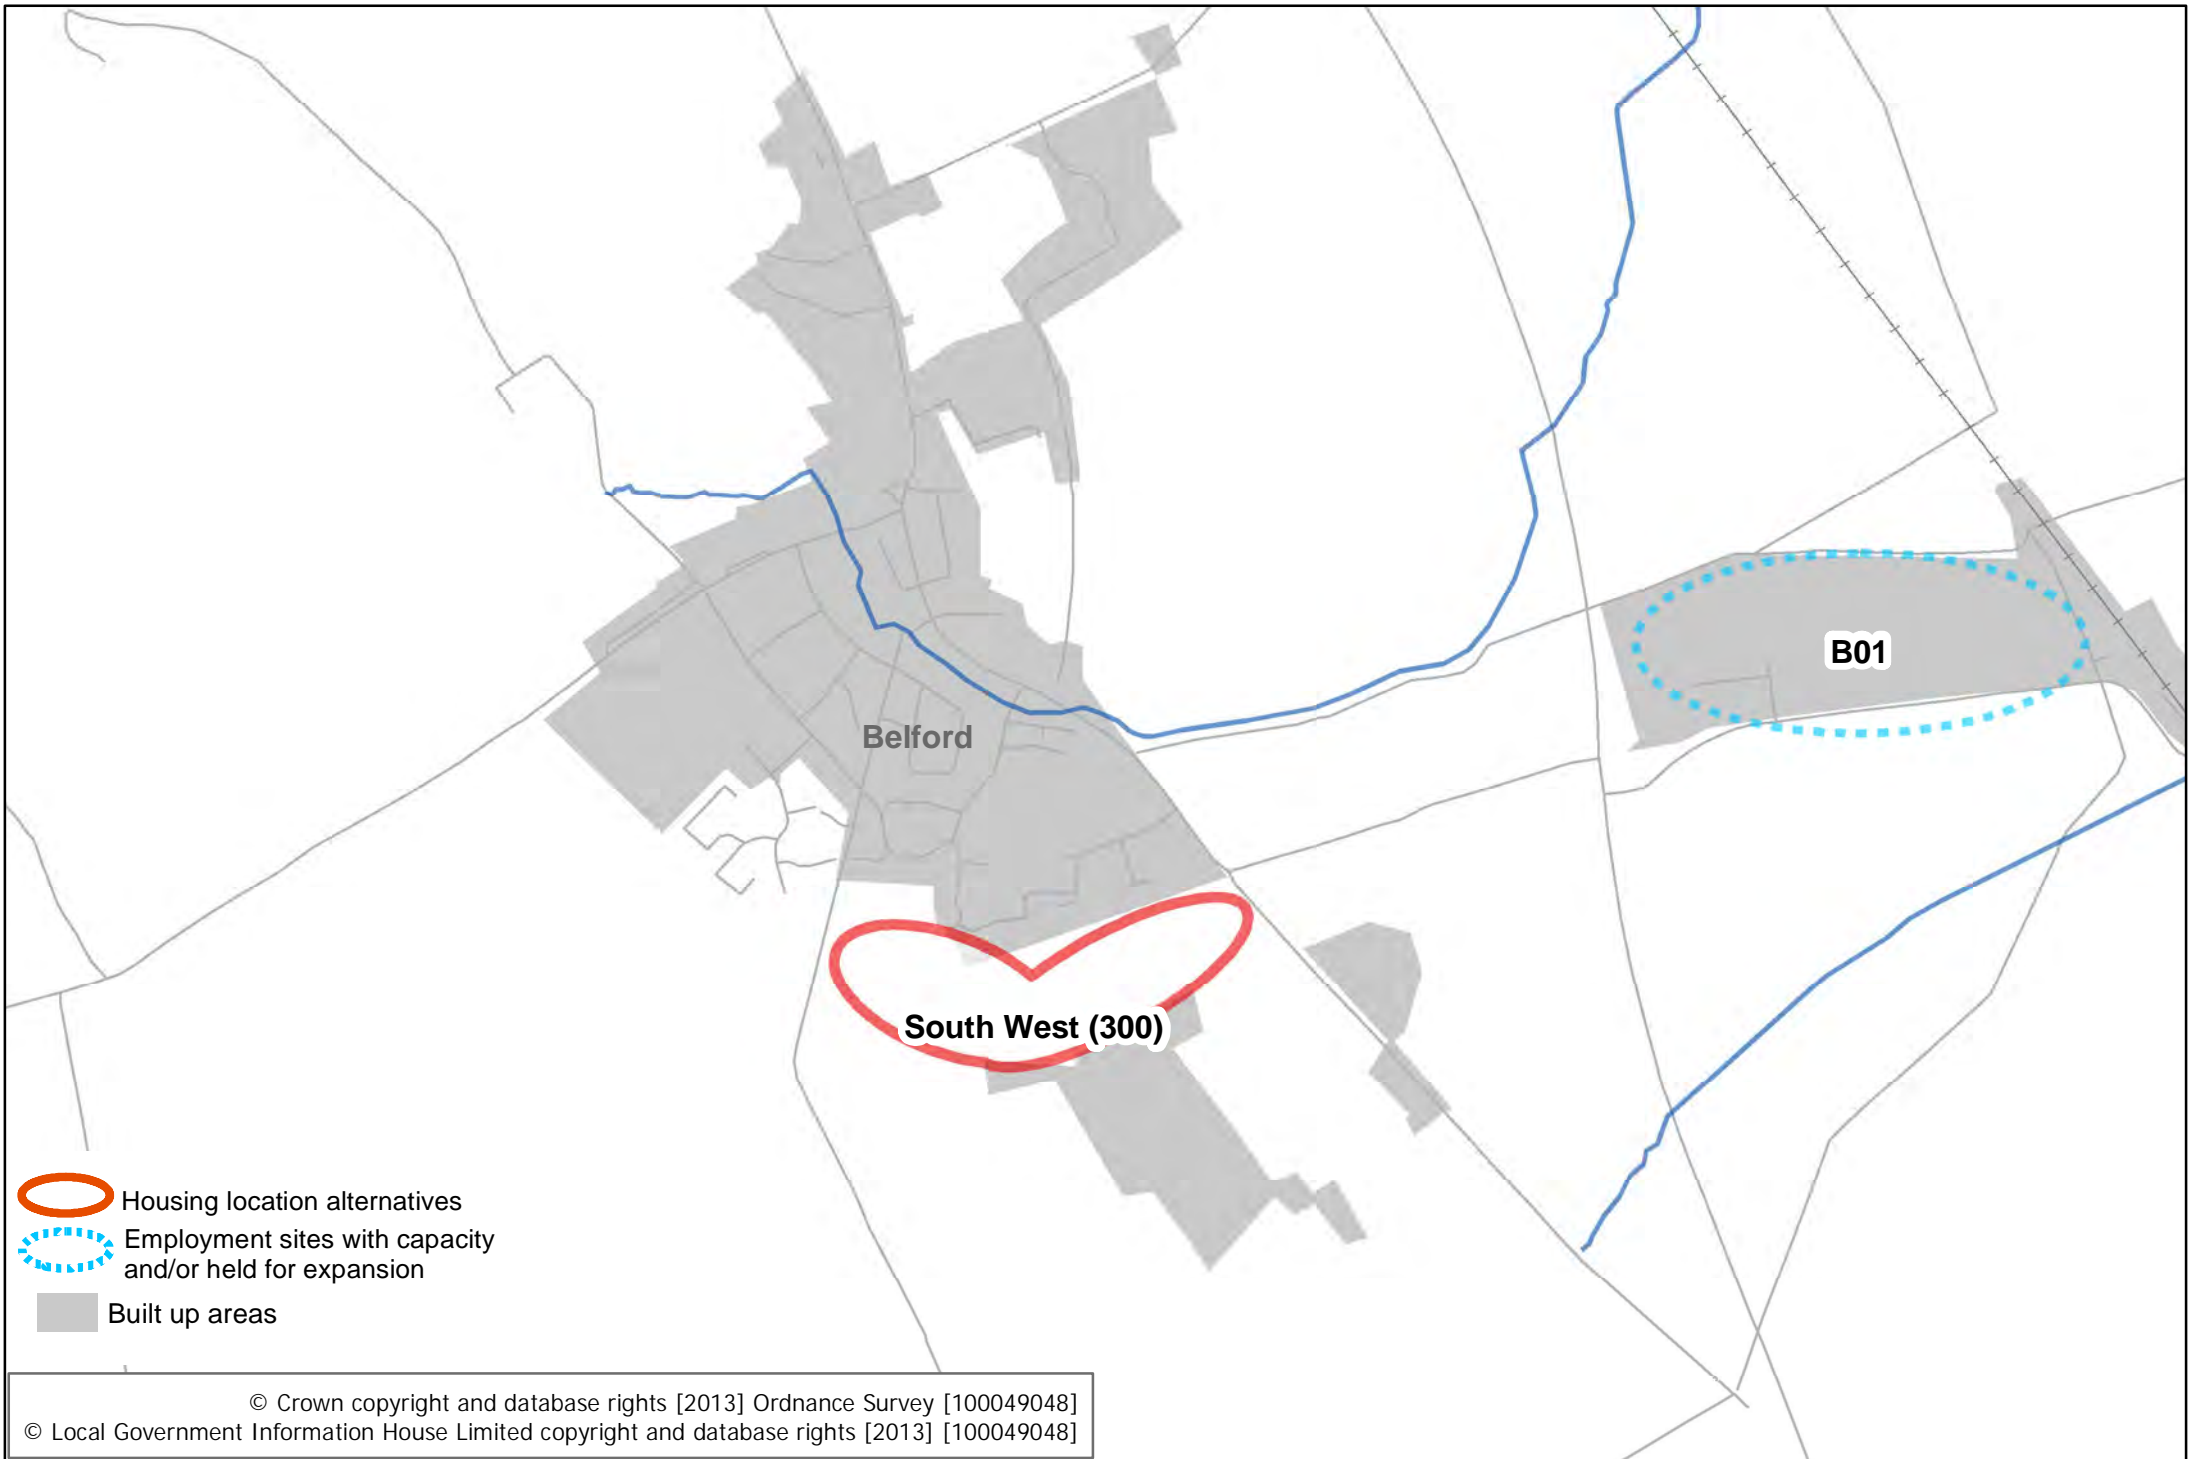 B01
Belford
South West (300)
Housing location alternatives
Employment sites with capacity
and/or held for expansion
Built up areas
© Crown copyright and database rights [2013] Ordnance Survey [100049048]
© Local Government Information House Limited copyright and database rights [2013] [100049048]